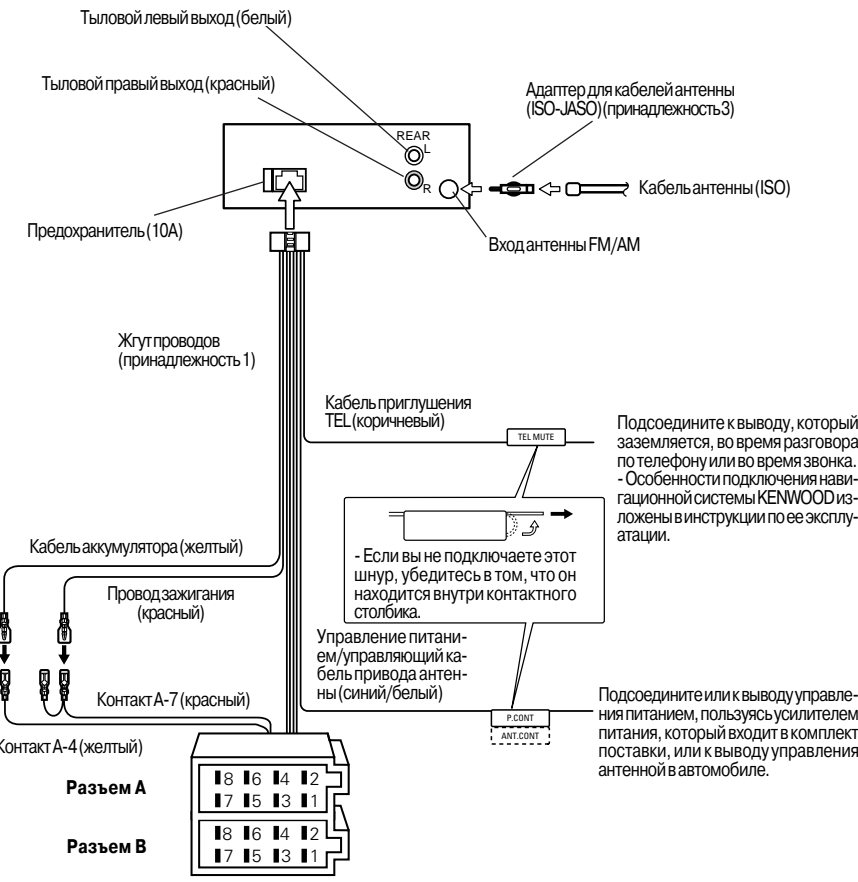 Тыловой левый выход (белый)
Тыловой правый выход (красный)
Адаптер для кабелей антенны
(ISO-JASO) (принадлежность 3)
REAR
L
R
Кабель антенны (ISO)
Предохранитель (10А)
Вход антенны FM/AM
Жгут проводов
(принадлежность 1)
Кабель приглушения
TEL (коричневый)
TEL MUTE
Подсоедините к выводу, который
заземляется, во время разговора
по телефону или во время звонка.
- Особенности подключения нави-
гационной системы KENWOOD из-
ложены в инструкции по ее эксплу-
атации.
- Если вы не подключаете этот
шнур, убедитесь в том, что он
находится внутри контактного
столбика.
Кабель аккумулятора (желтый)
Провод зажигания
(красный)
Управление питани-
ем/управляющий ка-
бель привода антен-
ны (синий/белый)
P.CONT
ANT.CONT
Подсоедините или к выводу управле-
ния питанием, пользуясь усилителем
питания, который входит в комплект
поставки, или к выводу управления
антенной в автомобиле.
Контакт А-7 (красный)
Контакт А-4 (желтый)
Разъем А
8 6 4 2
7 5 3 1
Разъем В
8 6 4 2
7 5 3 1